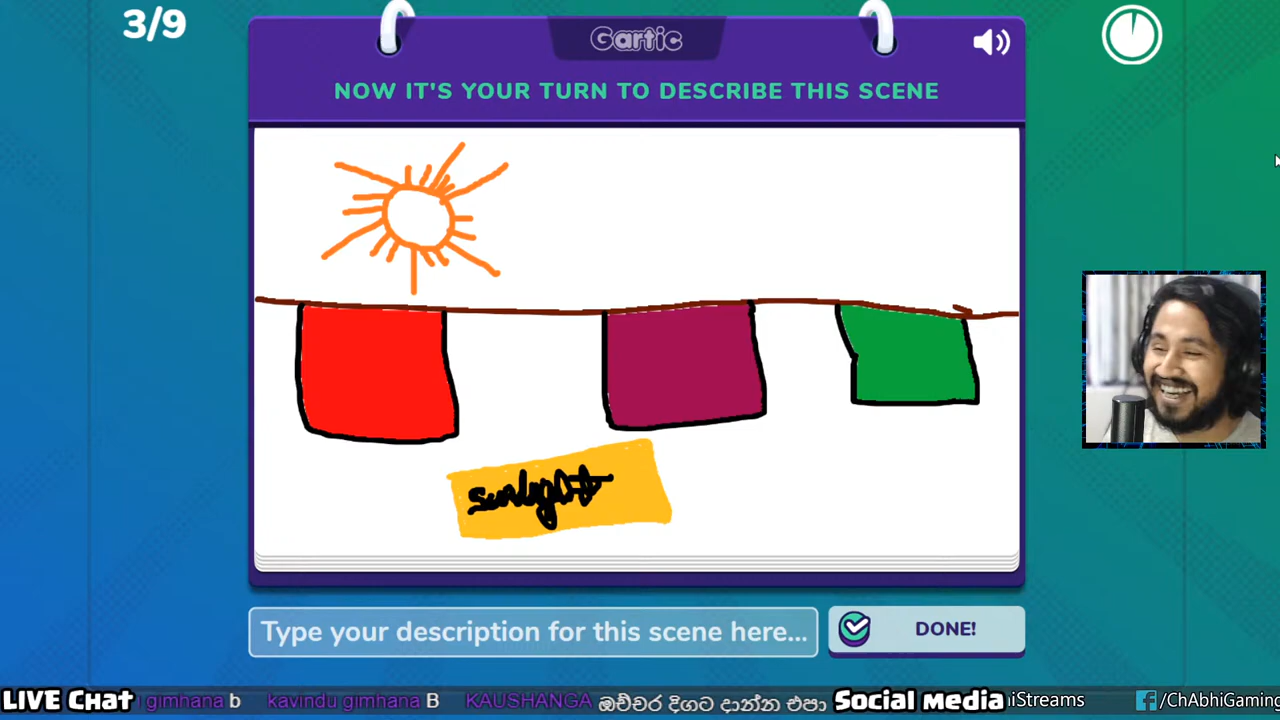 3/9
Gartic
NOW IT'S YOUR TURN TO DESCRIBE THIS SCENE
sunlight
Type your description for this scene here...
DONE!
LIVE Chat gimhana b kavindu gimhana B KAUSHANGA ඔච්චර දිගට දාන්න එපා Social Media iStreams /ChAbhiGaming